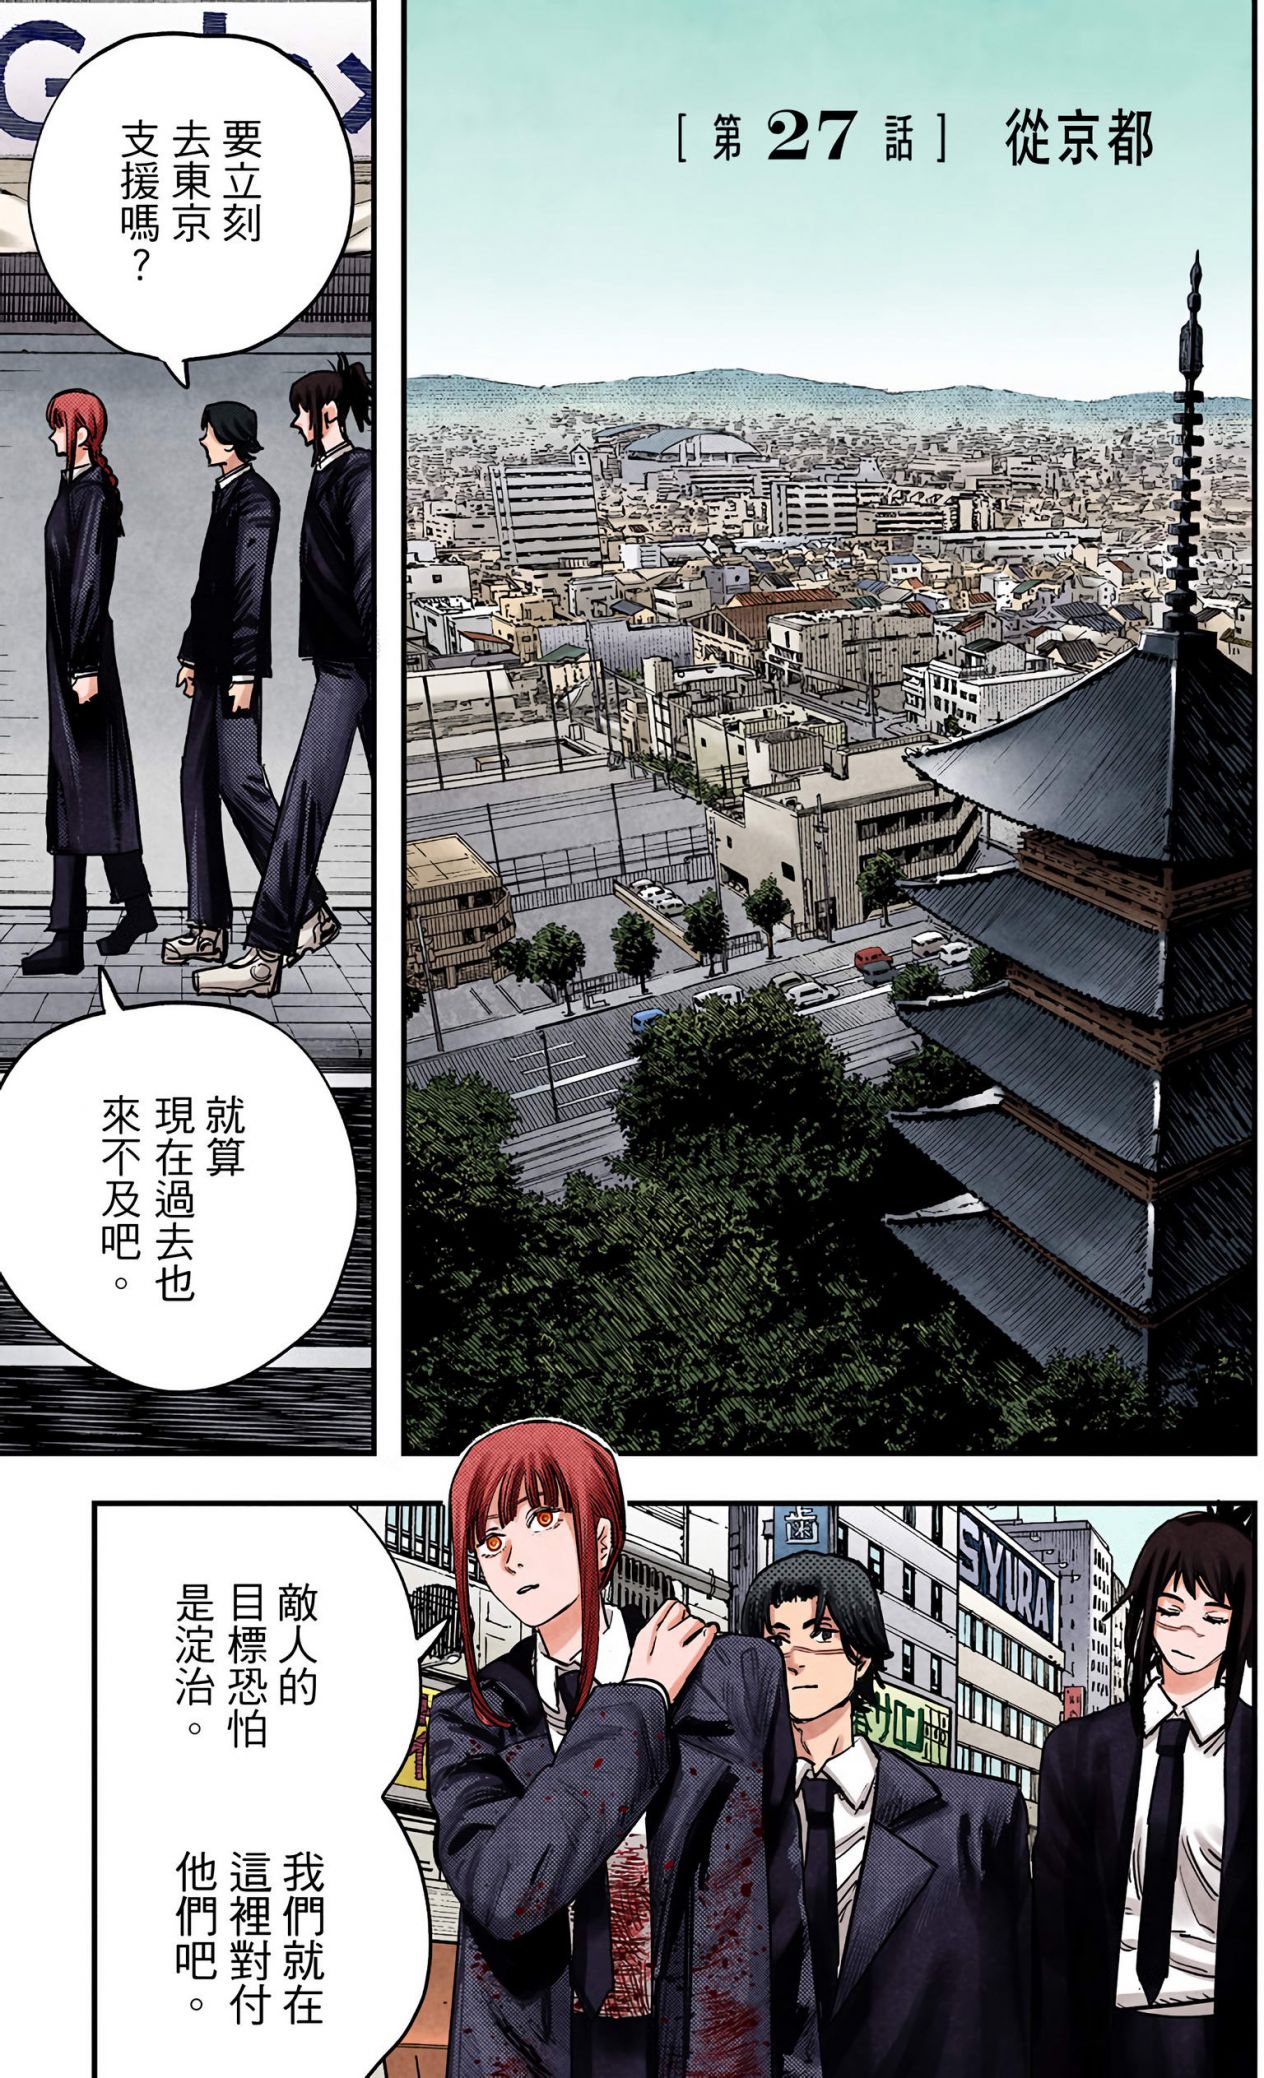 [第27話] 從京都
要立刻
去東京
支援嗎？
就算
現在過去也
來不及吧。
敵人的
目標恐怕
是淀治。
我們就在
這裡對付
他們吧。
歯
SYURA